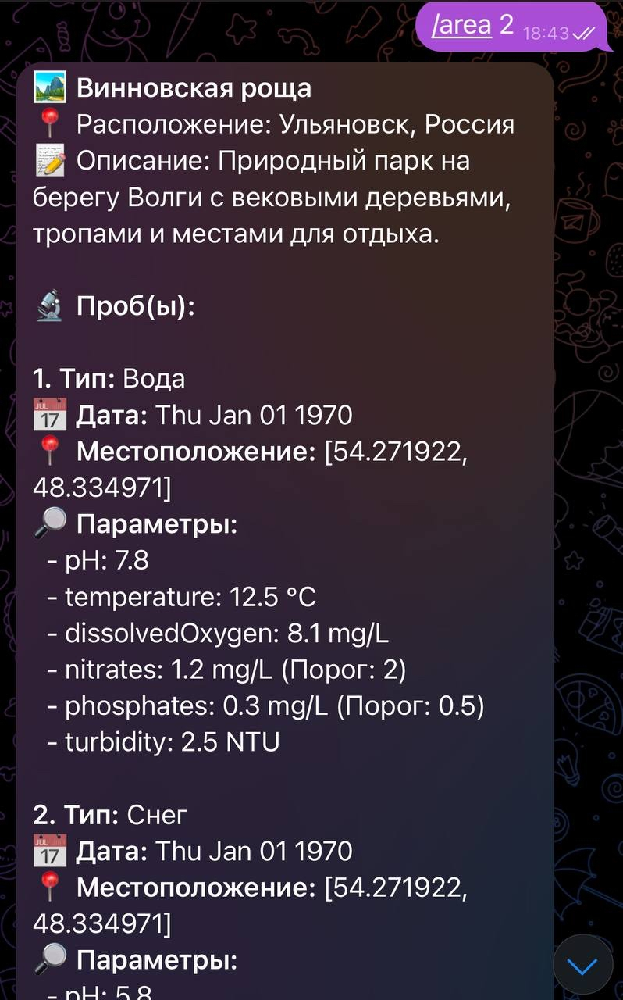 /area 2 18:43
Винновская роща
Расположение: Ульяновск, Россия
Описание: Природный парк на
берегу Волги с вековыми деревьями,
тропами и местами для отдыха.
Проб(ы):
1. Тип: Вода
JUL 17 Дата: Thu Jan 01 1970
Местоположение: [54.271922,
48.334971]
Параметры:
- pH: 7.8
- temperature: 12.5 °C
- dissolvedOxygen: 8.1 mg/L
- nitrates: 1.2 mg/L (Порог: 2)
- phosphates: 0.3 mg/L (Порог: 0.5)
- turbidity: 2.5 NTU
2. Тип: Снег
JUL 17 Дата: Thu Jan 01 1970
Местоположение: [54.271922,
48.334971]
Параметры:
- pH: 5.8